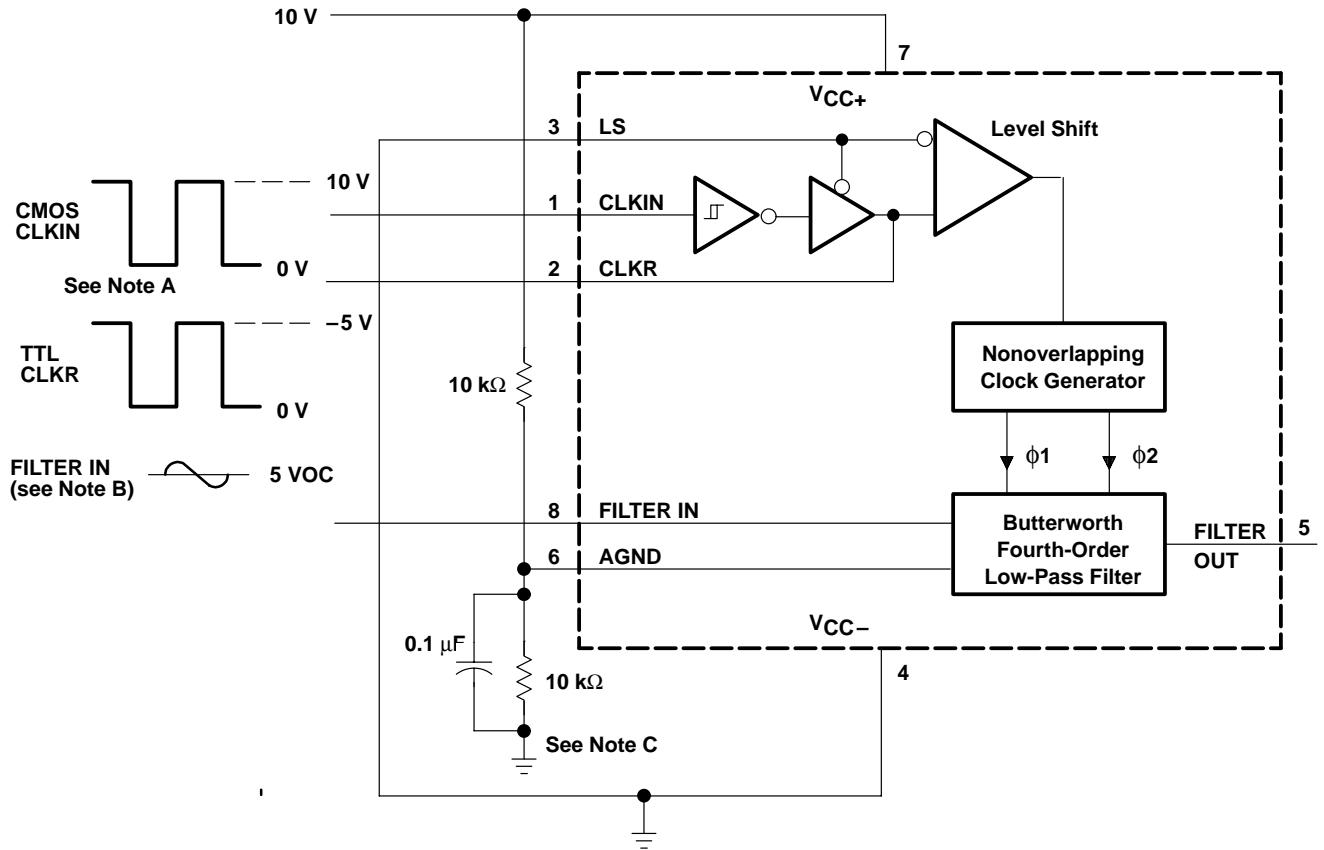 10 V
7
VCC+
3 LS
Level Shift
10 V
CMOS
CLKIN
1 CLKIN
0 V
2 CLKR
See Note A
–5 V
TTL
CLKR
Nonoverlapping
Clock Generator
10 kΩ
0 V
ϕ1 ϕ2
FILTER IN
(see Note B)
5 VOC
8 FILTER IN
Butterworth
Fourth-Order
Low-Pass Filter
FILTER
OUT
5
6 AGND
VCC–
0.1 μF
4
10 kΩ
See Note C